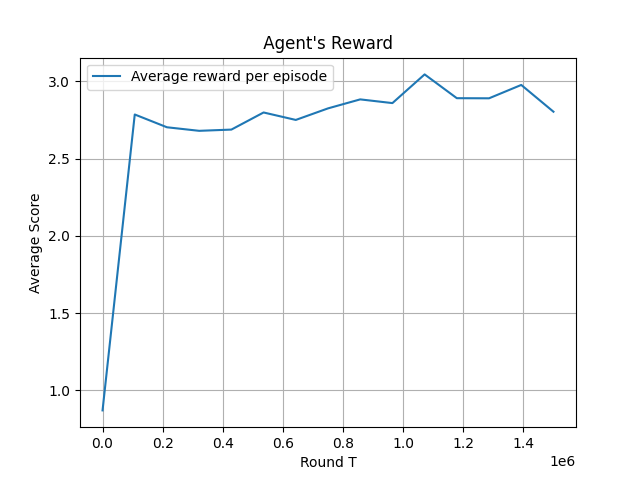 Agent's Reward
Average reward per episode
3.0
2.5
2.0
1.5
1.0
Average Score
0.0 0.2 0.4 0.6 0.8 1.0 1.2 1.4
1e6
Round T